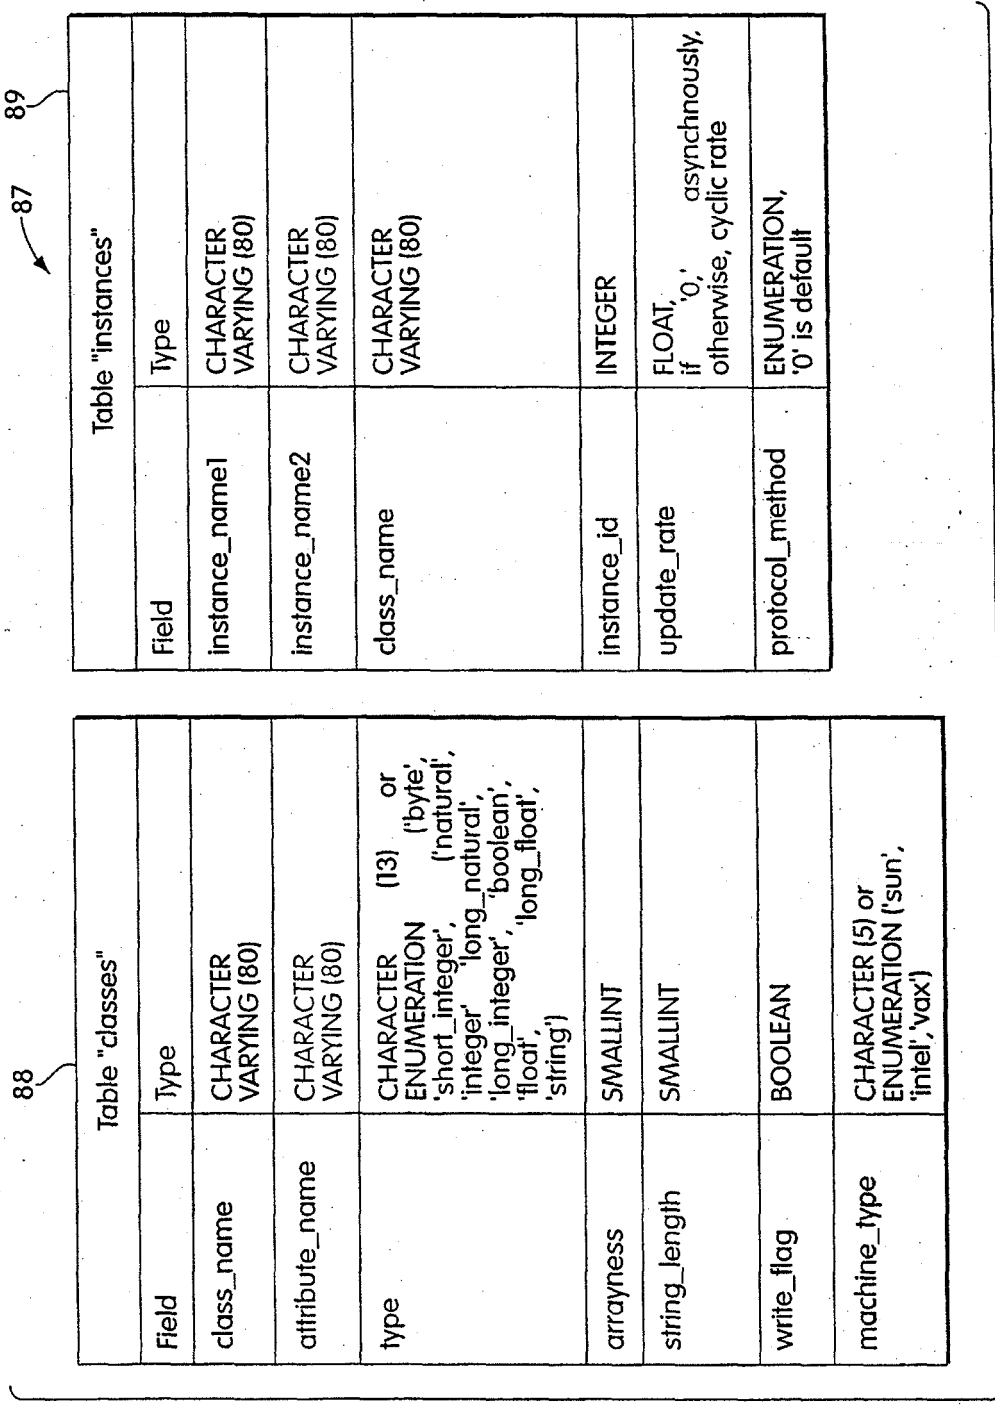 87
88
Table "classes"
Field Type
class_name CHARACTER
VARYING (80)
attribute_name CHARACTER
VARYING (80)
type CHARACTER (13) or
ENUMERATION ('byte',
'short_integer', ('natural',
'integer' 'long_natural',
'long_integer', 'boolean',
'float', 'long_float',
'string')
arrayness SMALLINT
string_length SMALLINT
write_flag BOOLEAN
machine_type CHARACTER (5) or
ENUMERATION ('sun',
'intel','vax')
89
Table "instances"
Field Type
instance_name1 CHARACTER
VARYING (80)
instance_name2 CHARACTER
VARYING (80)
class_name CHARACTER
VARYING (80)
instance_id INTEGER
update_rate FLOAT,
if '0,' asynchnously,
otherwise, cyclic rate
protocol_method ENUMERATION,
'0' is default